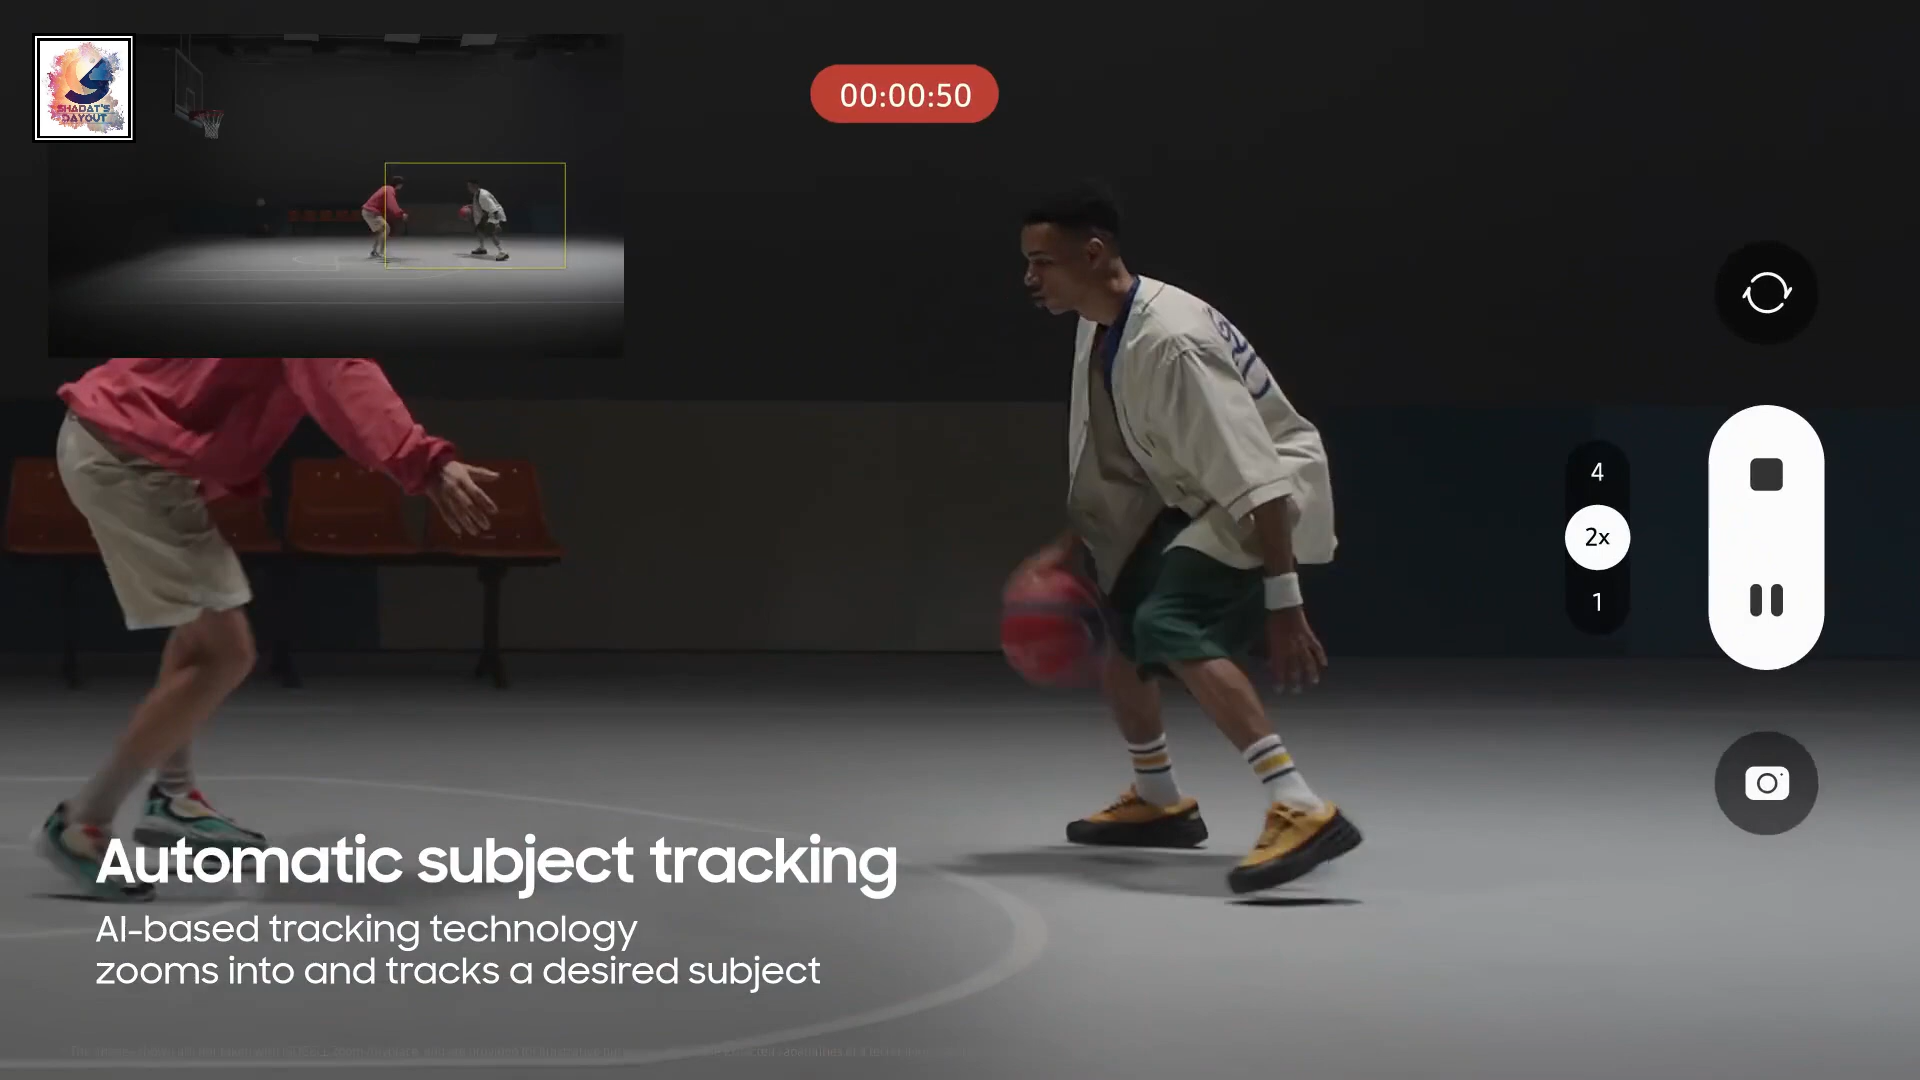 SHADAT'S
DAYOUT
00:00:50
4
2x
1
Automatic subject tracking
AI-based tracking technology
zooms into and tracks a desired subject